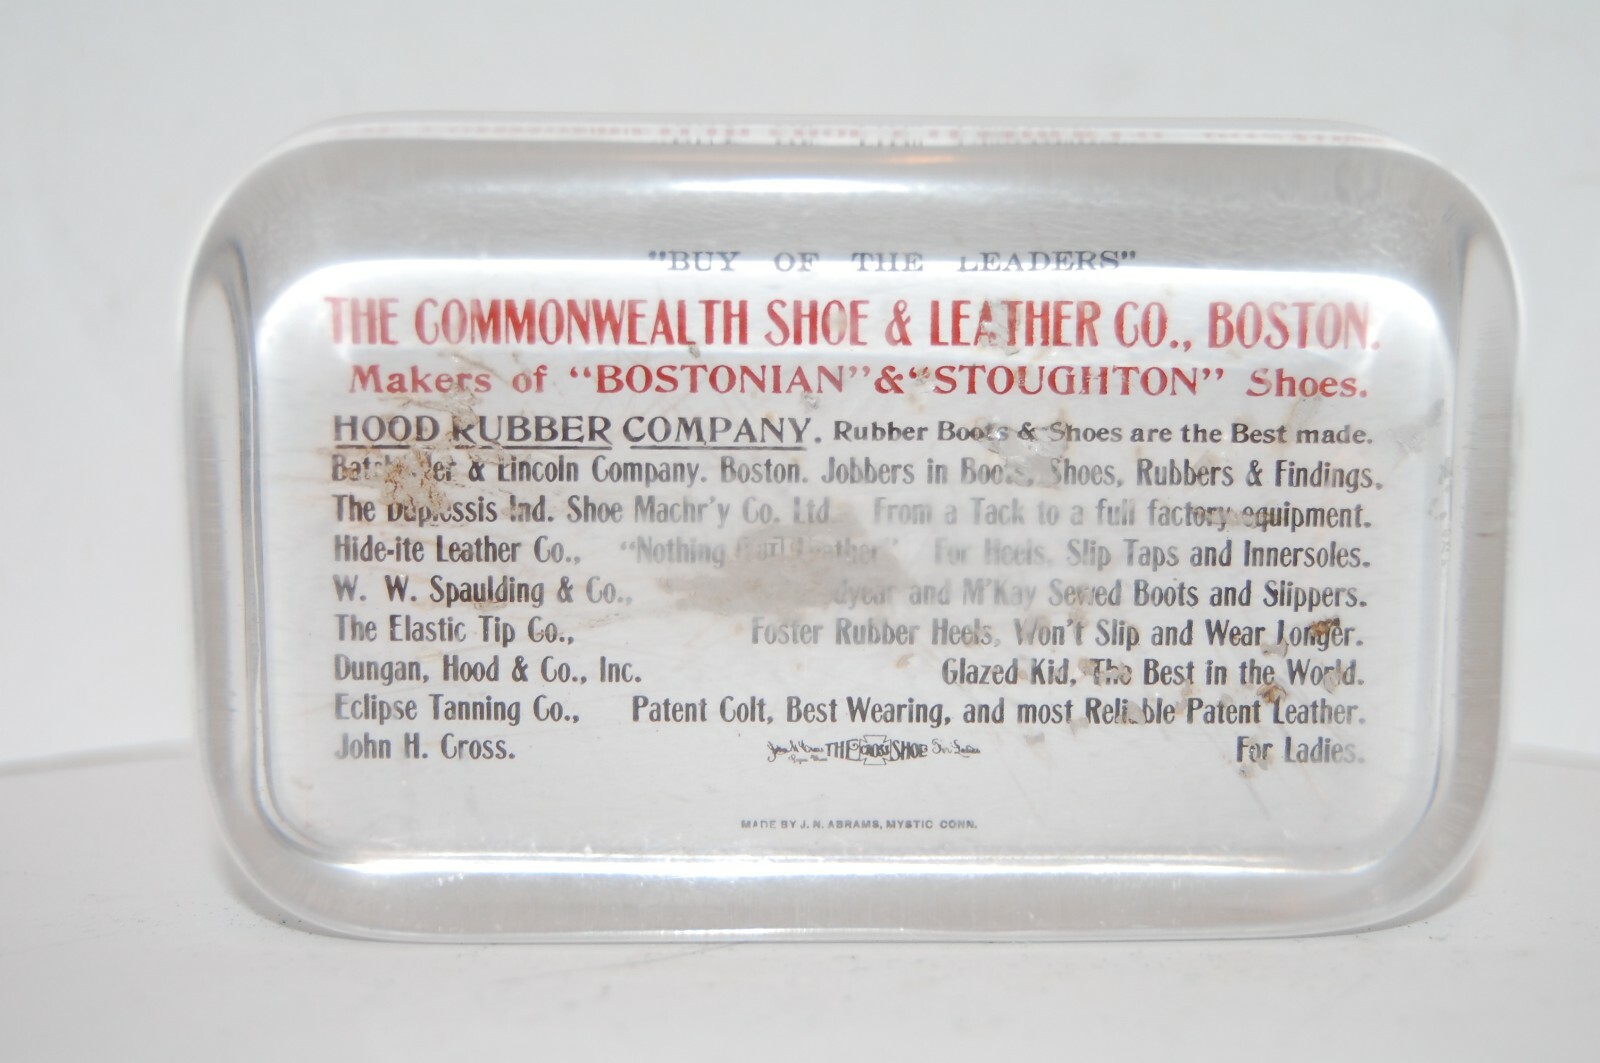 "BUY OF THE LEADERS"
THE COMMONWEALTH SHOE & LEATHER CO., BOSTON.
Makers of "BOSTONIAN" & "STOUGHTON" Shoes.
HOOD RUBBER COMPANY. Rubber Boots & Shoes are the Best made.
& Lincoln Company. Boston. Jobbers in Boots, Shoes, Rubbers & Findings.
The Duplessis Ind. Shoe Machr'y Co. Ltd. From a Tack to a full factory equipment.
Hide-ite Leather Co., "Nothing For Heels, Slip Taps and Innersoles.
W. W. Spaulding & Co., and M'Kay Sewed Boots and Slippers.
The Elastic Tip Co., Foster Rubber Heels, Won't Slip and Wear Longer.
Dungan, Hood & Co., Inc. Glazed Kid, The Best in the World.
Eclipse Tanning Co., Patent Colt, Best Wearing, and most Reliable Patent Leather.
John H. Cross. THE CROSS SHOE For Ladies For Ladies.
MADE BY J. N. ABRAMS, MYSTIC CONN.